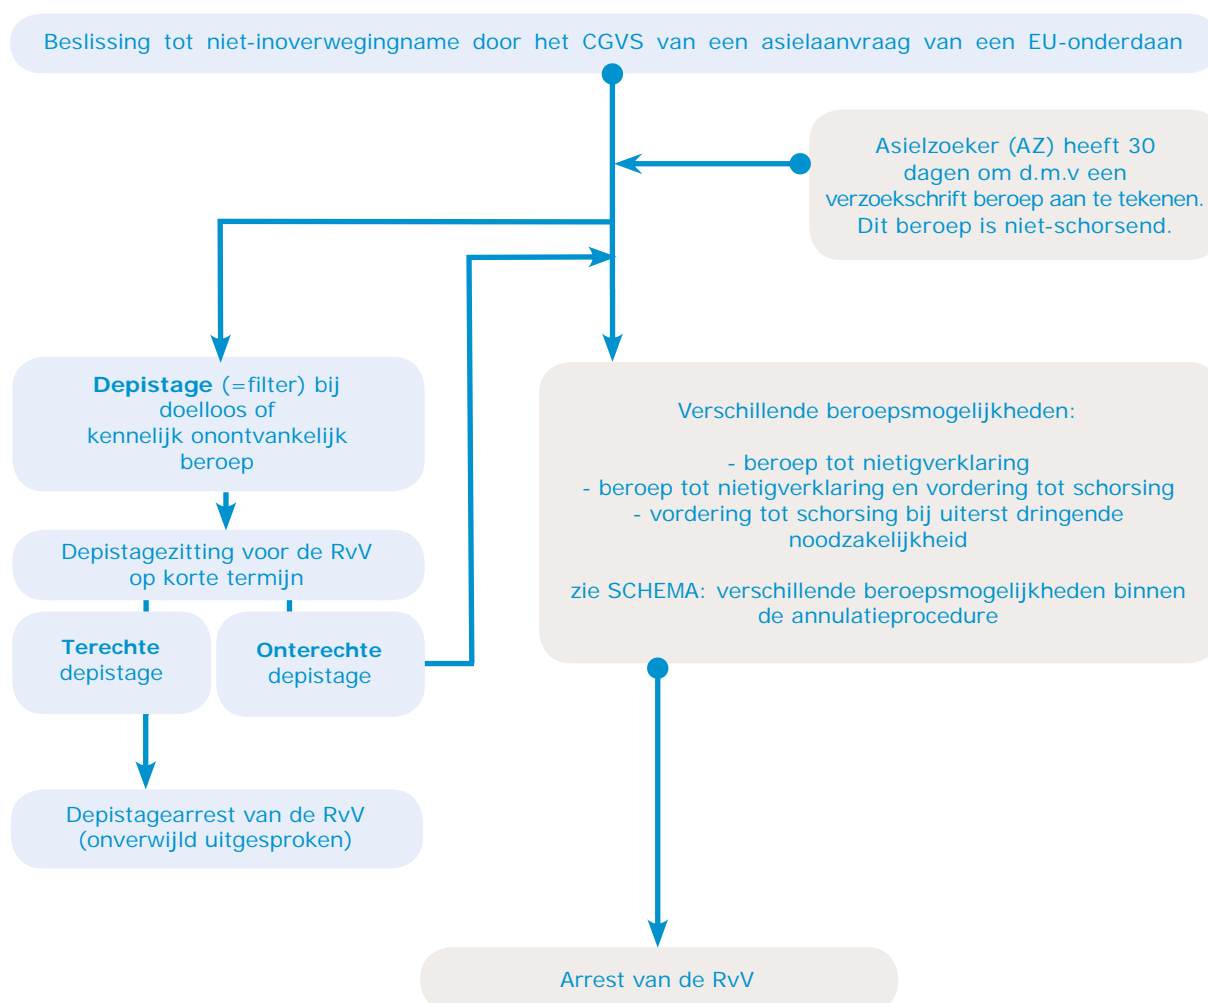 Beslissing tot niet-inoverwegingname door het CGVS van een asielaanvraag van een EU-onderdaan
Asielzoeker (AZ) heeft 30
dagen om d.m.v een
verzoekschrift beroep aan te tekenen.
Dit beroep is niet-schorsend.
Depistage (=filter) bij
doelloos of
kennelijk onontvankelijk
beroep
Depistagezitting voor de RvV
op korte termijn
Terechte
depistage
Onterechte
depistage
Depistagearrest van de RvV
(onverwijld uitgesproken)
Verschillende beroepsmogelijkheden:
- beroep tot nietigverklaring
- beroep tot nietigverklaring en vordering tot schorsing
- vordering tot schorsing bij uiterst dringende
noodzakelijkheid
zie SCHEMA: verschillende beroepsmogelijkheden binnen
de annulatieprocedure
Arrest van de RvV